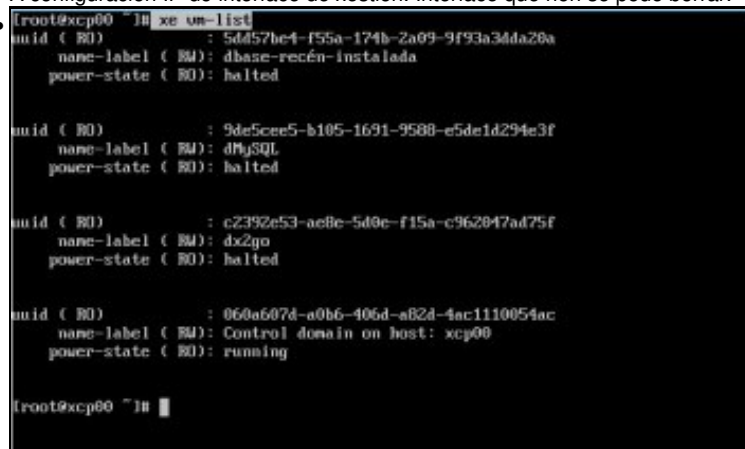 [root@xcp00 ~]# xe vm-list
uuid ( RO)           : 5dd57be4-f55a-174b-2a09-9f93a3dda20a
name-label ( RW): dbase-recén-instalada
power-state ( RO): halted
uuid ( RO)           : 9de5cee5-b105-1691-9588-e5de1d294e3f
name-label ( RW): dMySQL
power-state ( RO): halted
uuid ( RO)           : c2392e53-ae8e-5d0e-f15a-c962047ad75f
name-label ( RW): dx2go
power-state ( RO): halted
uuid ( RO)           : 060a607d-a0b6-406d-a82d-4ac1110054ac
name-label ( RW): Control domain on host: xcp00
power-state ( RO): running
[root@xcp00 ~]#